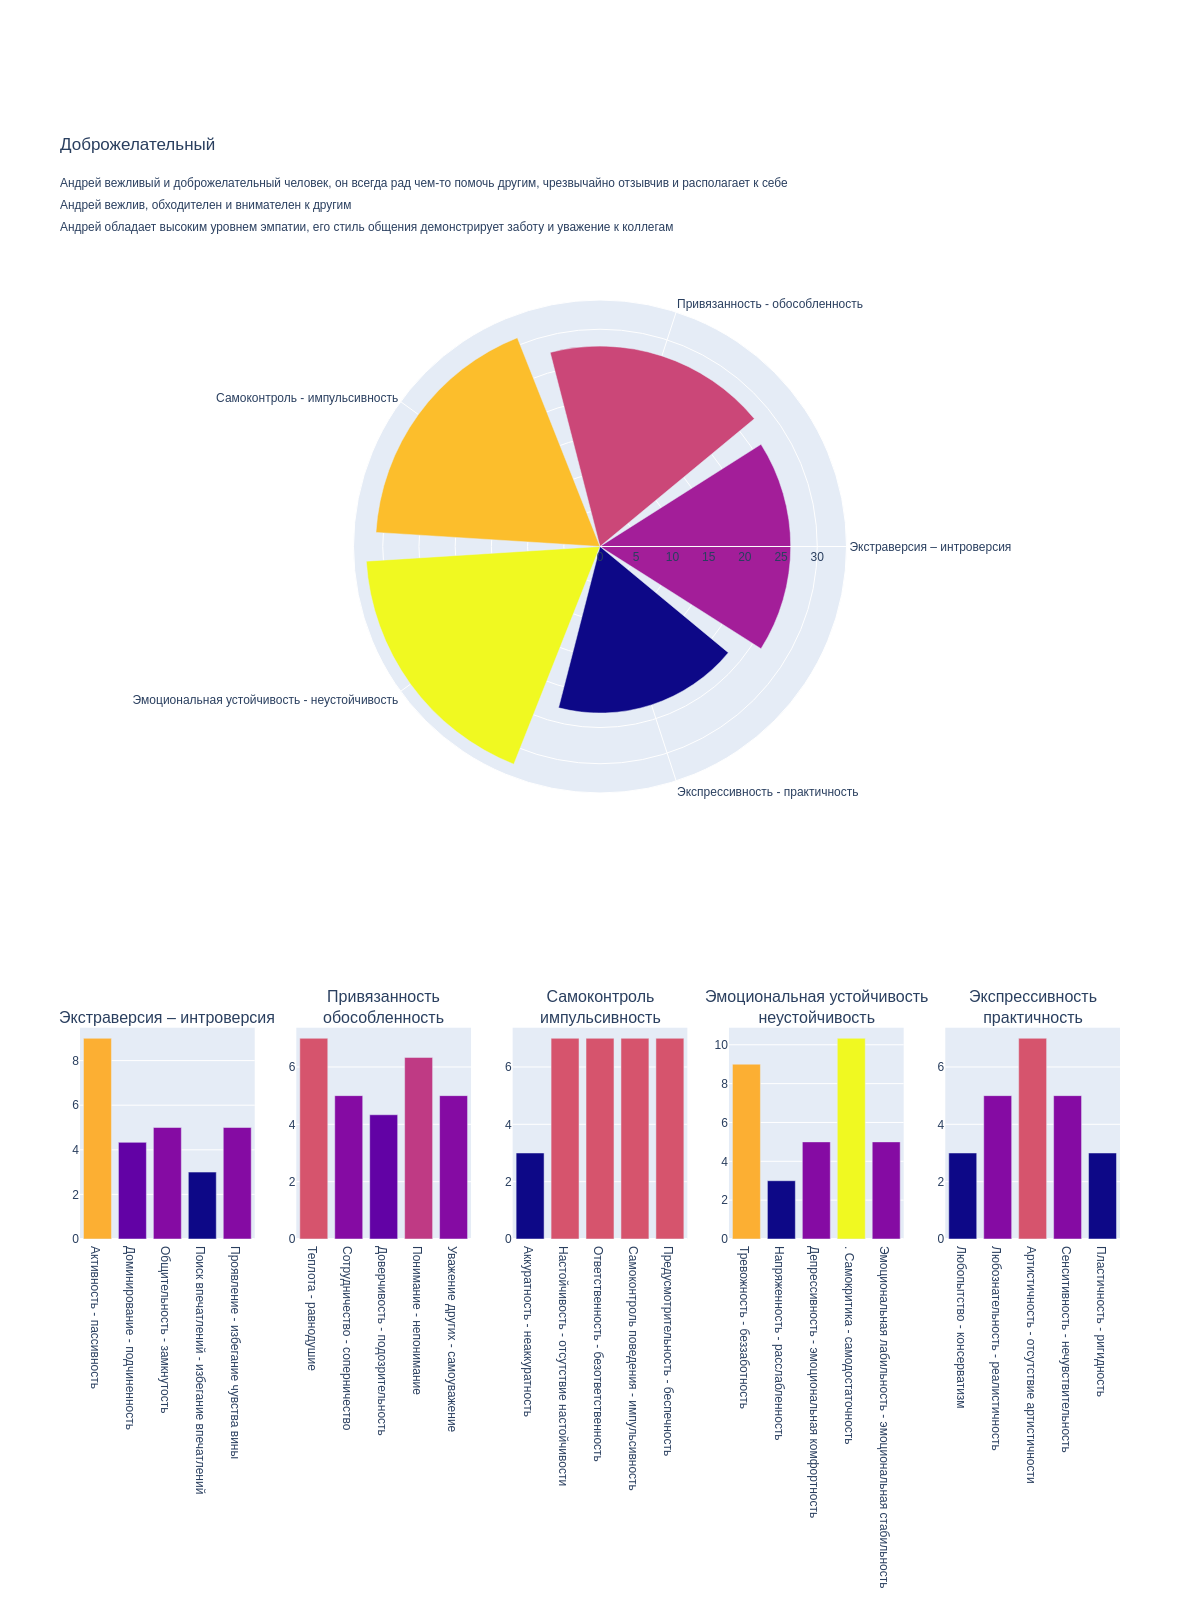 Доброжелательный
Андрей вежливый и доброжелательный человек, он всегда рад чем-то помочь другим, чрезвычайно отзывчив и располагает к себе
Андрей вежлив, обходителен и внимателен к другим
Андрей обладает высоким уровнем эмпатии, его стиль общения демонстрирует заботу и уважение к коллегам
Привязанность - обособленность
Самоконтроль - импульсивность
Экстраверсия – интроверсия
0 5 10 15 20 25 30
Эмоциональная устойчивость - неустойчивость
Экспрессивность - практичность
Экстраверсия – интроверсия
8
6
4
2
0
Активность - пассивность
Доминирование - подчиненность
Общительность - замкнутость
Поиск впечатлений - избегание впечатлений
Проявление - избегание чувства вины
Привязанность
обособленность
6
4
2
0
Теплота - равнодушие
Сотрудничество - соперничество
Доверчивость - подозрительность
Понимание - непонимание
Уважение других - самоуважение
Самоконтроль
импульсивность
6
4
2
0
Аккуратность - неаккуратность
Настойчивость - отсутствие настойчивости
Ответственность - безответственность
Самоконтроль поведения - импульсивность
Предусмотрительность - беспечность
Эмоциональная устойчивость
неустойчивость
10
8
6
4
2
0
Тревожность - беззаботность
Напряженность - расслабленность
Депрессивность - эмоциональная комфортность
. Самокритика - самодостаточность
Эмоциональная лабильность - эмоциональная стабильность
Экспрессивность
практичность
6
4
2
0
Любопытство - консерватизм
Любознательность - реалистичность
Артистичность - отсутствие артистичности
Сенситивность - нечувствительность
Пластичность - ригидность